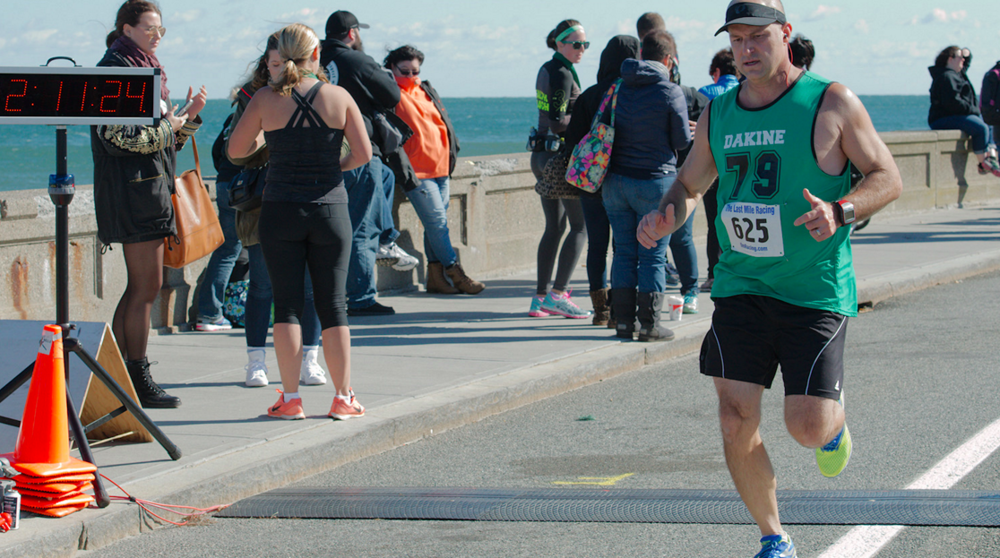 2:11:24
DAKINE
79
The Last Mile Racing
625